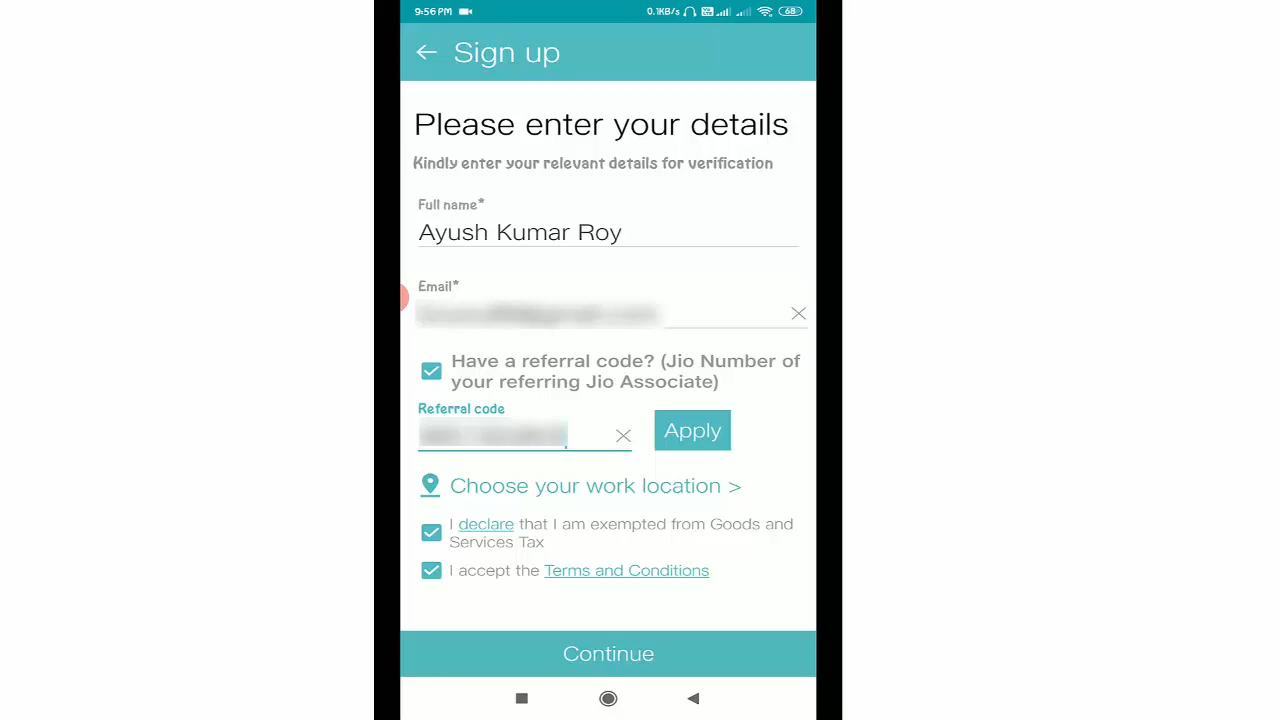 9:56 PM 0.1KB/s 68
Sign up
Please enter your details
Kindly enter your relevant details for verification
Full name*
Ayush Kumar Roy
Email*
Have a referral code? (Jio Number of
your referring Jio Associate)
Referral code
Apply
Choose your work location >
I declare that I am exempted from Goods and
Services Tax
I accept the Terms and Conditions
Continue